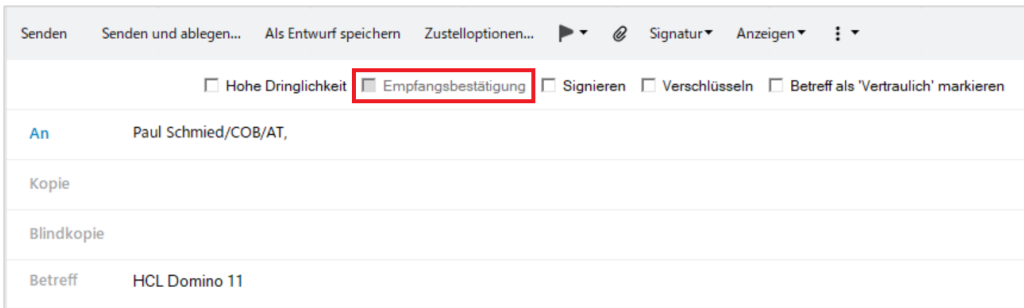 Senden Senden und ablegen... Als Entwurf speichern Zustelloptionen... Signatur Anzeigen
Hohe Dringlichkeit Empfangsbestätigung Signieren Verschlüsseln Betreff als 'Vertraulich' markieren
An Paul Schmied/COB/AT,
Kopie
Blindkopie
Betreff HCL Domino 11